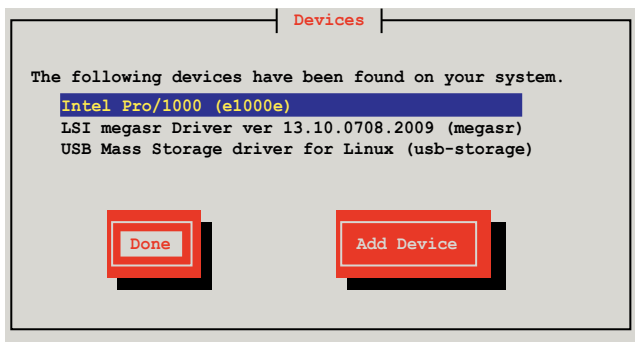 Devices
The following devices have been found on your system.
Intel Pro/1000 (e1000e)
LSI megasr Driver ver 13.10.0708.2009 (megasr)
USB Mass Storage driver for Linux (usb-storage)
Done
Add Device